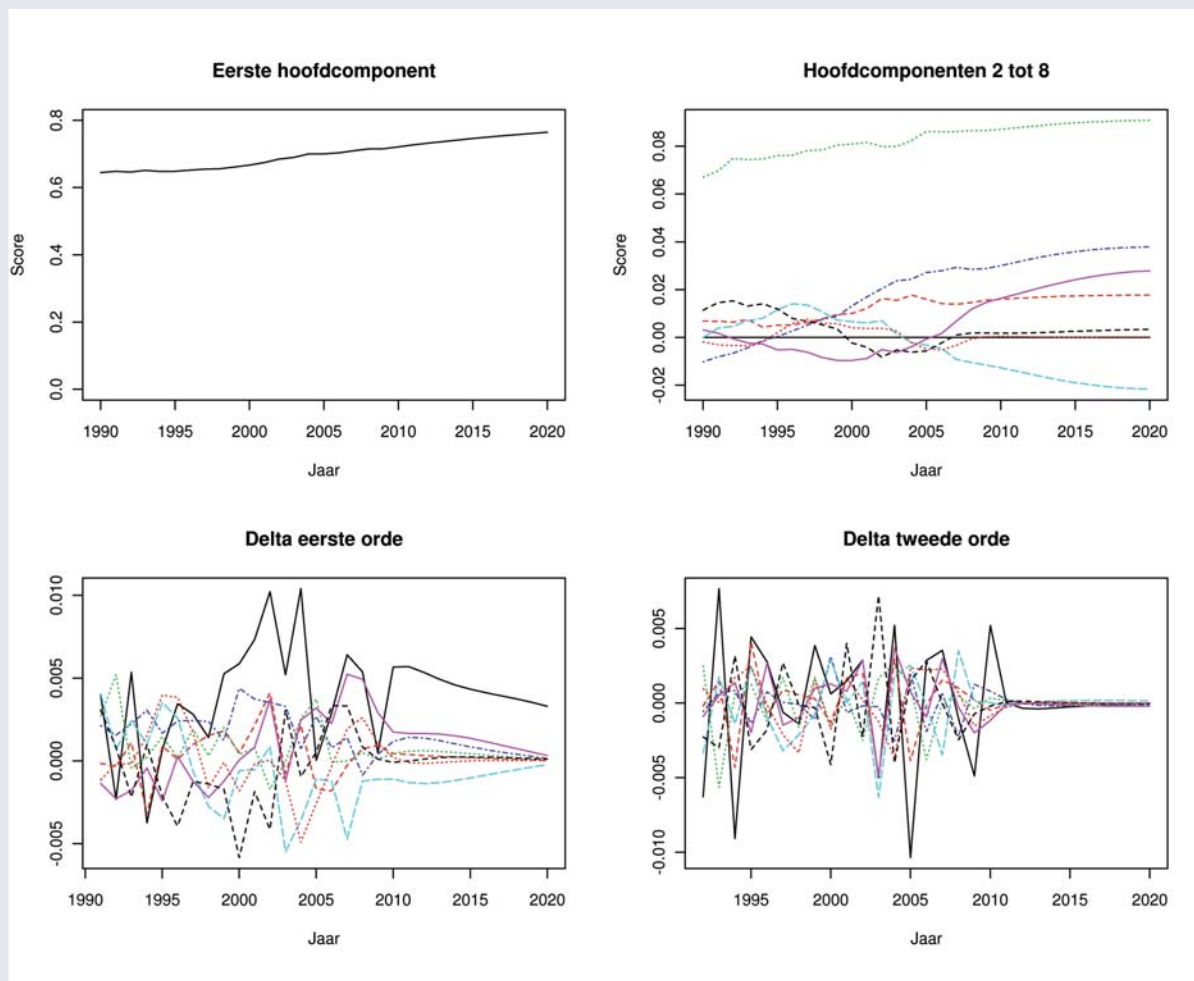 Eerste hoofdcomponent
Score
0.8
0.6
0.4
0.2
0.0
1990 1995 2000 2005 2010 2015 2020
Jaar
Hoofdcomponenten 2 tot 8
Score
0.08
0.06
0.04
0.02
0.00
-0.02
1990 1995 2000 2005 2010 2015 2020
Jaar
Delta eerste orde
0.010
0.005
0.000
-0.005
1990 1995 2000 2005 2010 2015 2020
Jaar
Delta tweede orde
0.005
0.000
-0.005
-0.010
1995 2000 2005 2010 2015 2020
Jaar